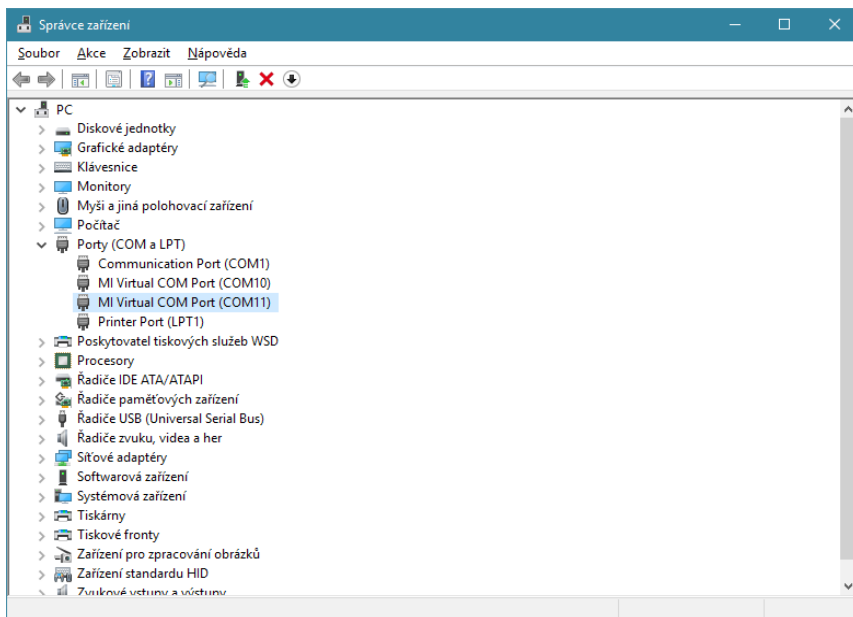 Správce zařízení
Soubor Akce Zobrazit Nápověda
PC
Diskové jednotky
Grafické adaptéry
Klávesnice
Monitory
Myši a jiná polohovací zařízení
Počítač
Porty (COM a LPT)
Communication Port (COM1)
MI Virtual COM Port (COM10)
MI Virtual COM Port (COM11)
Printer Port (LPT1)
Poskytovatel tiskových služeb WSD
Procesory
Řadiče IDE ATA/ATAPI
Řadiče paměťových zařízení
Řadiče USB (Universal Serial Bus)
Řadiče zvuku, videa a her
Síťové adaptéry
Softwarová zařízení
Systémová zařízení
Tiskárny
Tiskové fronty
Zařízení pro zpracování obrázků
Zařízení standardu HID
Zvukové vstupy a výstupy